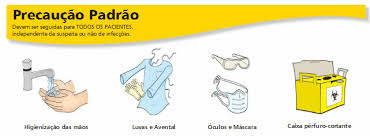 Precaução Padrão
Devem ser seguidas para TODOS OS PACIENTES,
independente da suspeita ou não de infecções.
Higienização das mãos
Luvas e Avental
Óculos e Máscara
Caixa pérfuro-cortante